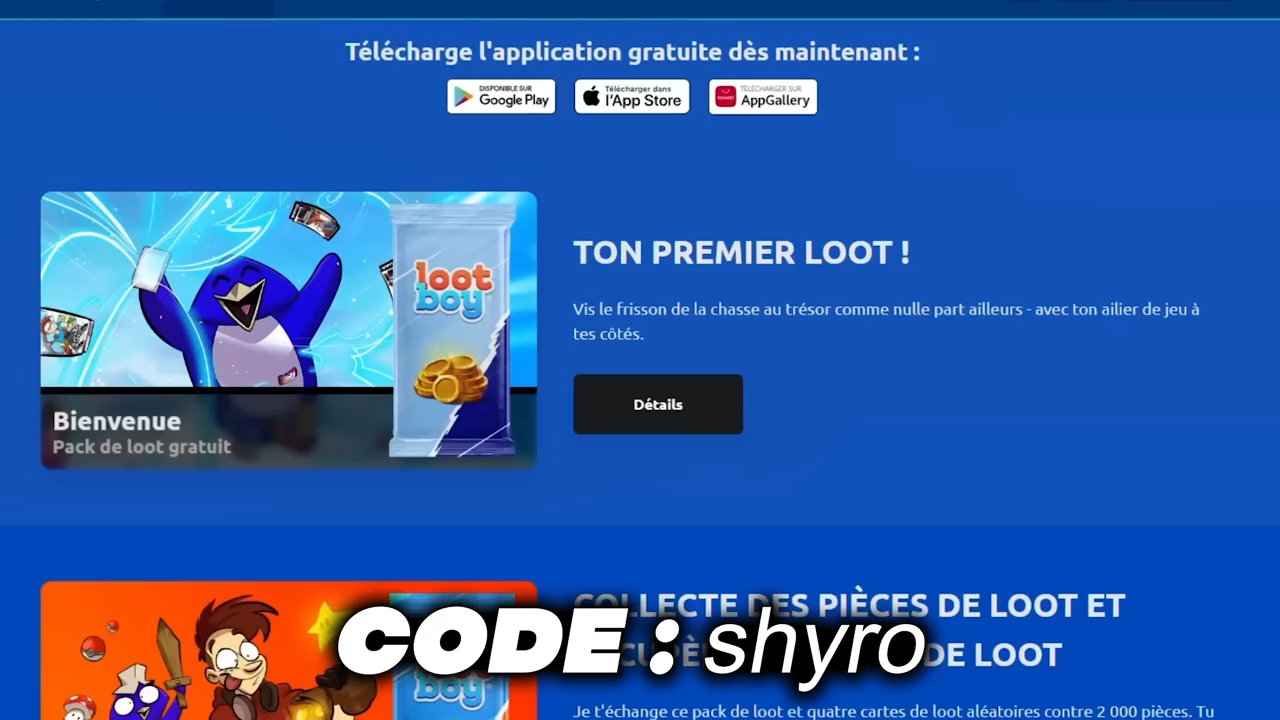 Télécharge l'application gratuite dès maintenant :
DISPONIBLE SUR
Google Play
Télécharger dans
l'App Store
TÉLÉCHARGER SUR
AppGallery
HUAWEI
loot
boy
Bienvenue
Pack de loot gratuit
TON PREMIER LOOT !
Vis le frisson de la chasse au trésor comme nulle part ailleurs - avec ton ailier de jeu à
tes côtés.
Détails
COLLECTE DES PIÈCES DE LOOT ET
DE LOOT
CODE : shyro
boy
Je t'échange ce pack de loot et quatre cartes de loot aléatoires contre 2 000 pièces. Tu